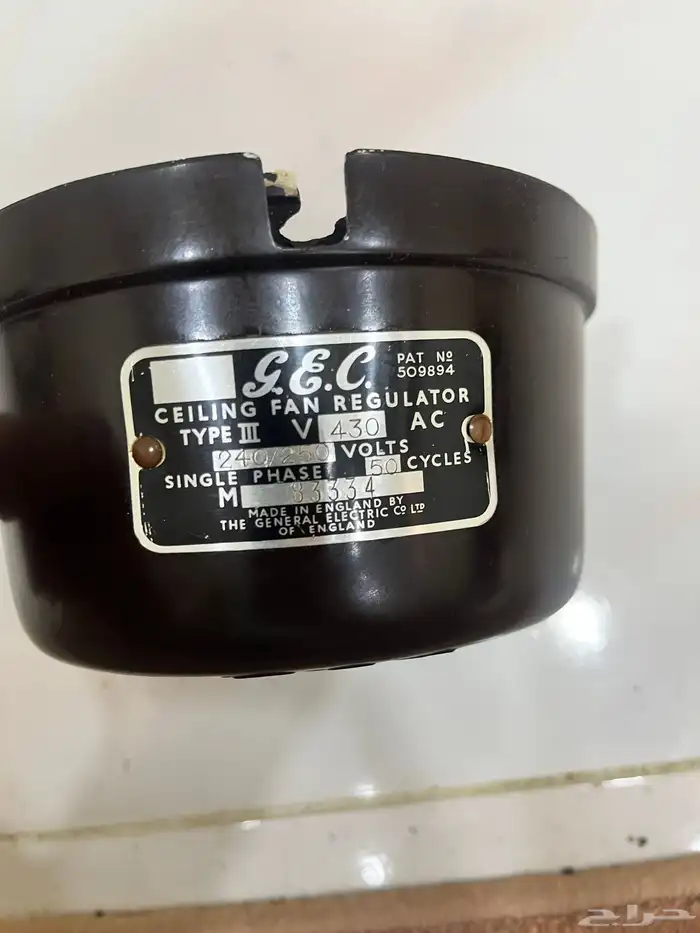 G.E.C.
PAT Nº 509894
CEILING FAN REGULATOR
TYPE III V 430 AC
240/250 VOLTS
SINGLE PHASE 50 CYCLES
M 83334
MADE IN ENGLAND BY
THE GENERAL ELECTRIC Cº LTD
OF ENGLAND
حراج